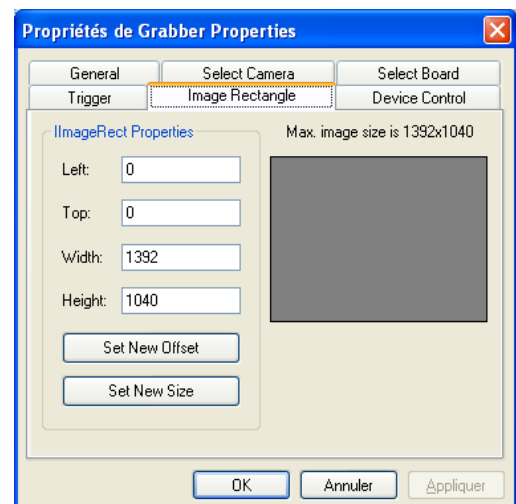 Propriétés de Grabber Properties
General Select Camera Select Board
Trigger Image Rectangle Device Control
IImageRect Properties
Max. image size is 1392x1040
Left: 0
Top: 0
Width: 1392
Height: 1040
Set New Offset
Set New Size
OK Annuler Appliquer